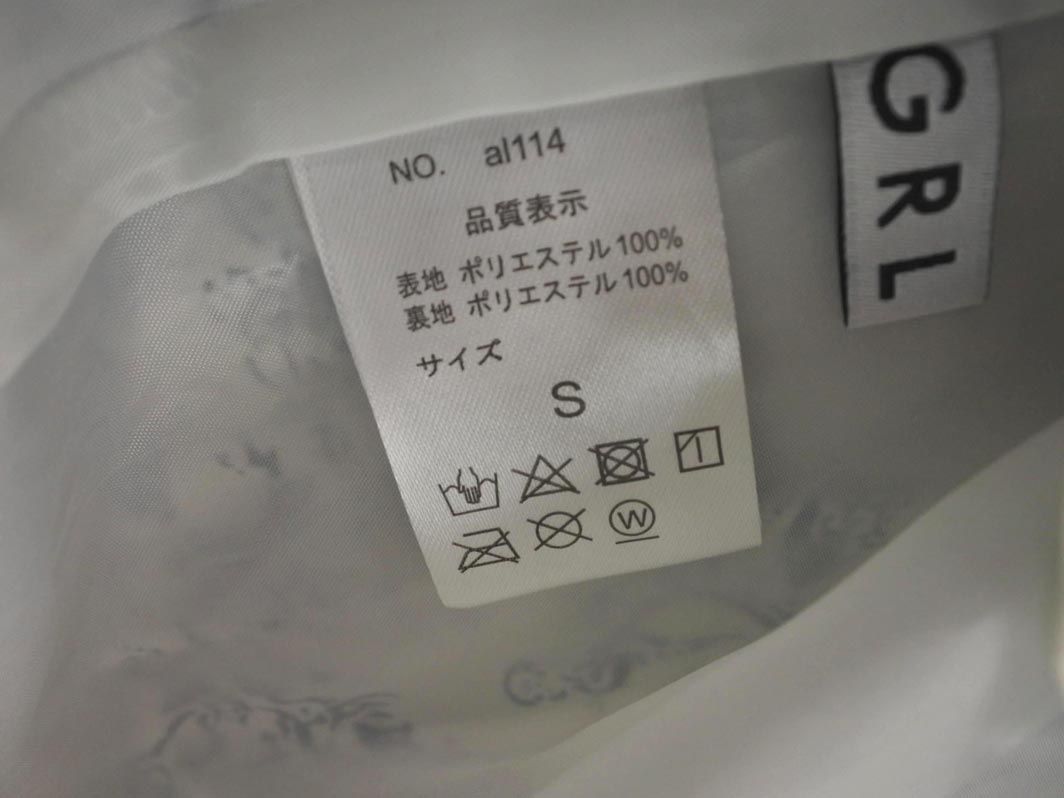 NO. al114
品質表示
表地 ポリエステル100%
裏地 ポリエステル100%
サイズ
S
W
GRL